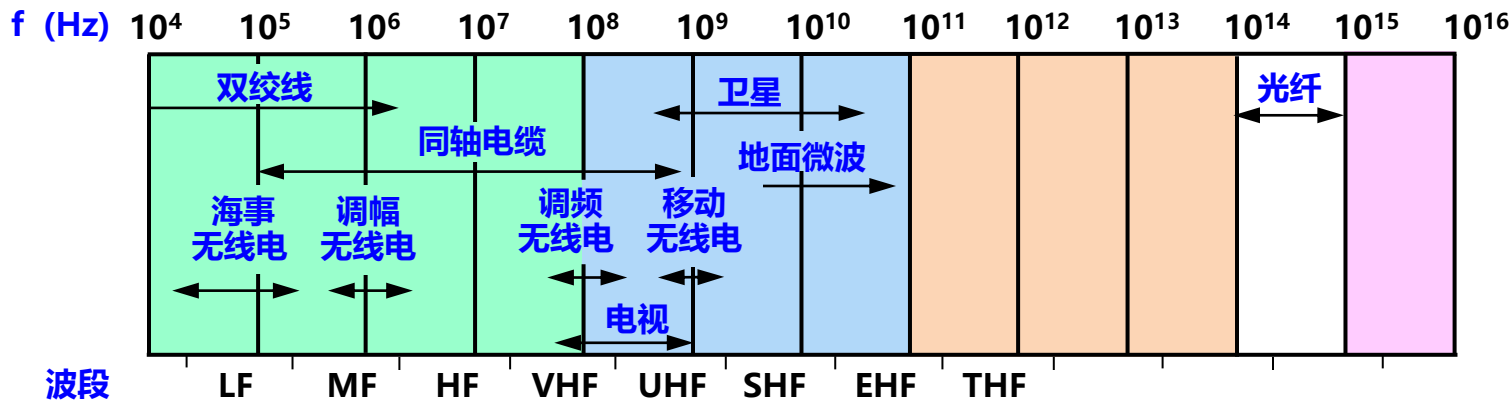 f (Hz) 10⁴ 10⁵ 10⁶ 10⁷ 10⁸ 10⁹ 10¹⁰ 10¹¹ 10¹² 10¹³ 10¹⁴ 10¹⁵ 10¹⁶
双绞线 卫星 光纤
同轴电缆 地面微波
海事 调幅 调频 移动
无线电 无线电 无线电 无线电
电视
波段 LF MF HF VHF UHF SHF EHF THF